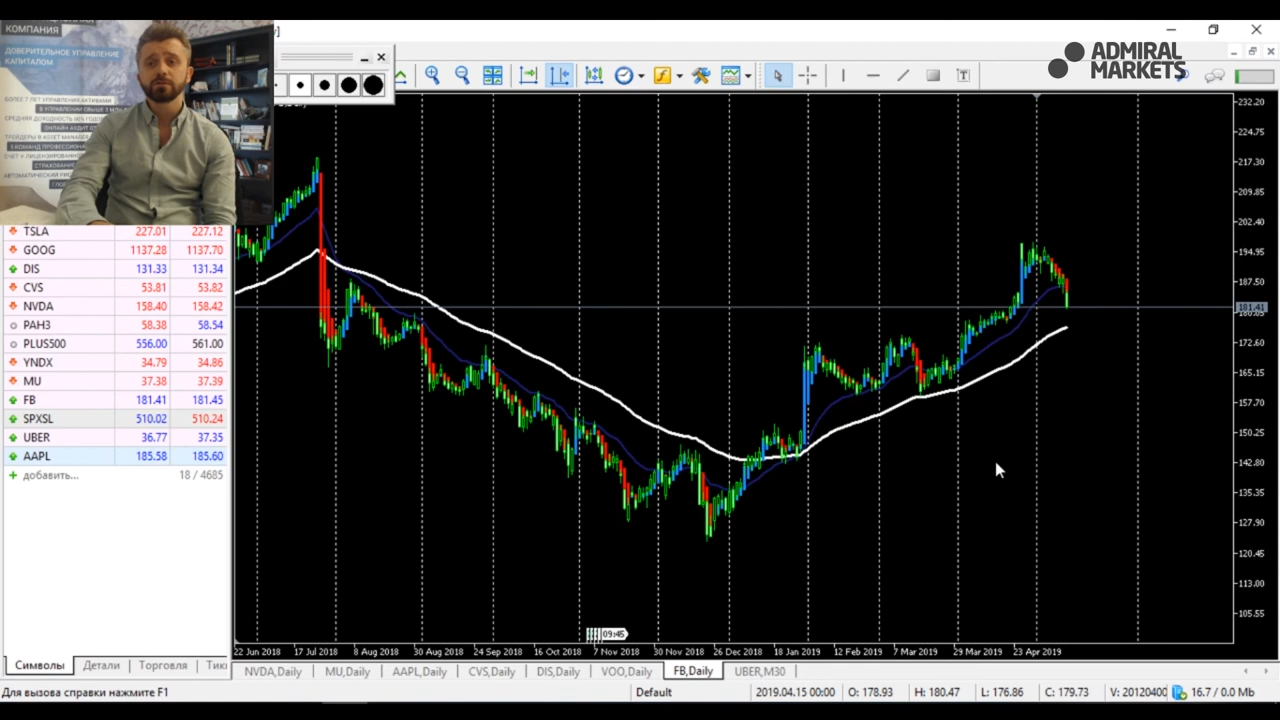 КОМПАНИЯ
ДОВЕРИТЕЛЬНОЕ УПРАВЛЕНИЕ
КАПИТАЛОМ
ADMIRAL
MARKETS
TSLA 227.01 227.12
GOOG 1137.28 1137.70
DIS 131.33 131.34
CVS 53.81 53.82
NVDA 158.40 158.42
PAH3 58.38 58.54
PLUS500 556.00 561.00
YNDX 34.79 34.86
MU 37.38 37.39
FB 181.41 181.45
SPXSL 510.02 510.24
UBER 36.77 37.35
AAPL 185.58 185.60
+ добавить... 18 / 4685
232.20
224.75
217.30
209.85
202.40
194.95
187.50
181.41
180.05
172.60
165.15
157.70
150.25
142.80
135.35
127.90
120.45
113.00
105.55
09:45
22 Jun 2018 17 Jul 2018 8 Aug 2018 30 Aug 2018 24 Sep 2018 16 Oct 2018 7 Nov 2018 30 Nov 2018 26 Dec 2018 18 Jan 2019 12 Feb 2019 7 Mar 2019 29 Mar 2019 23 Apr 2019
Символы Детали Торговля Тики
NVDA,Daily MU,Daily AAPL,Daily CVS,Daily DIS,Daily VOO,Daily FB,Daily UBER,M30
Для вызова справки нажмите F1 Default 2019.04.15 00:00 O: 178.93 H: 180.47 L: 176.86 C: 179.73 V: 20120400 16.7 / 0.0 Mb